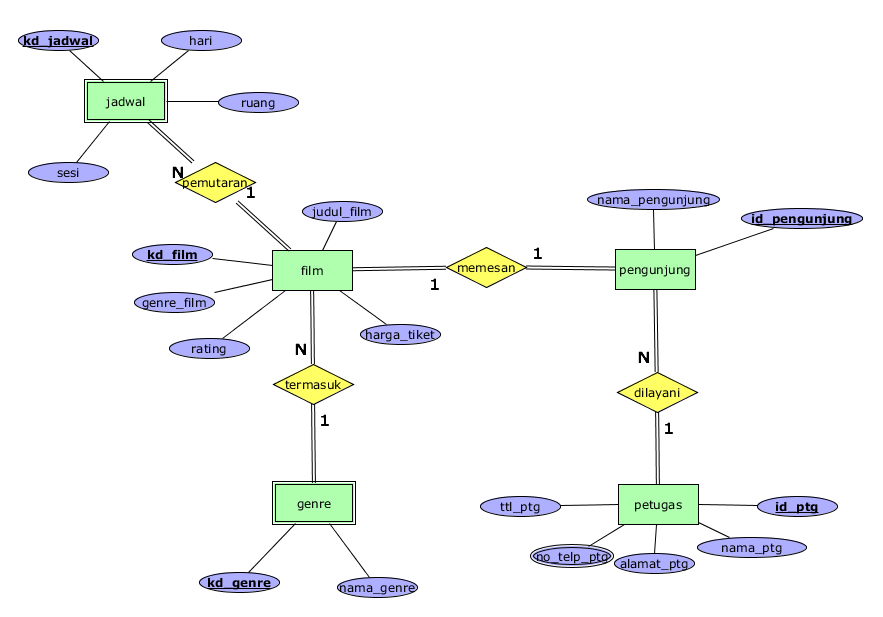 kd_jadwal
hari
jadwal
ruang
sesi
N
pemutaran
1
judul_film
nama_pengunjung
id_pengunjung
kd_film
film
1
memesan
1
pengunjung
genre_film
rating
harga_tiket
N
termasuk
1
N
dilayani
1
genre
kd_genre
nama_genre
ttl_ptg
petugas
id_ptg
no_telp_ptg
alamat_ptg
nama_ptg